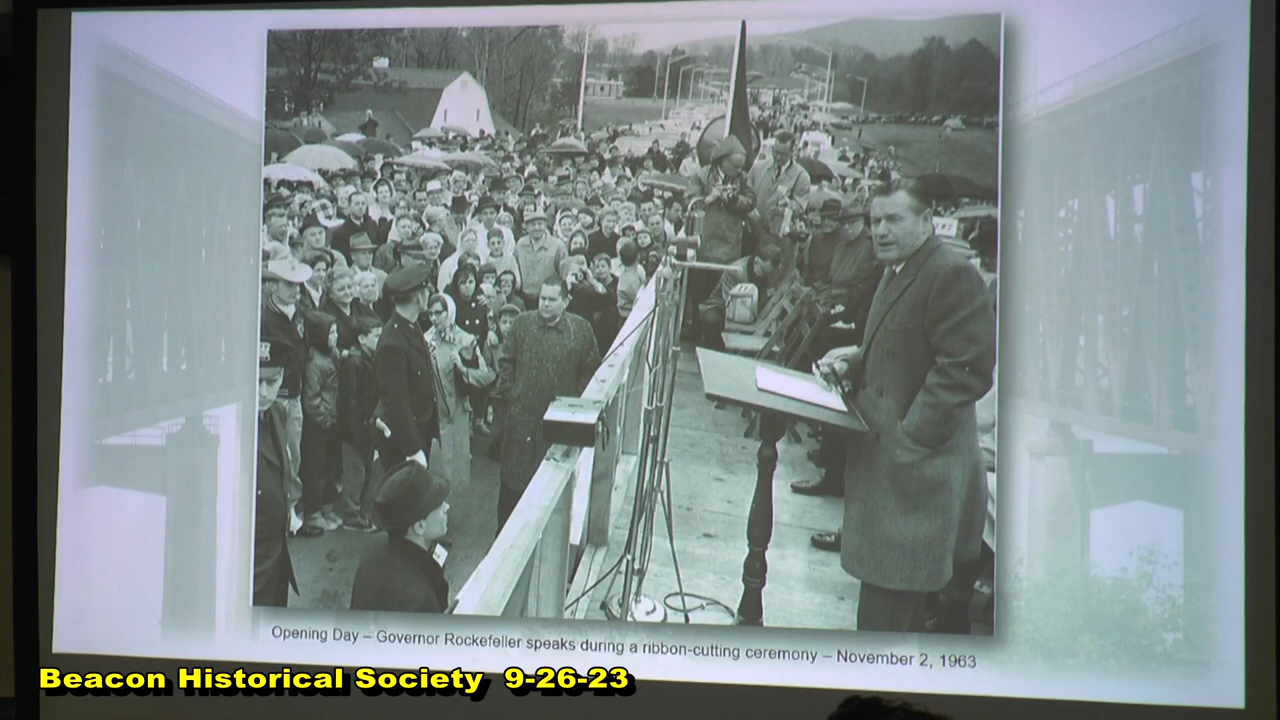 Opening Day – Governor Rockefeller speaks during a ribbon-cutting ceremony – November 2, 1963
Beacon Historical Society 9-26-23